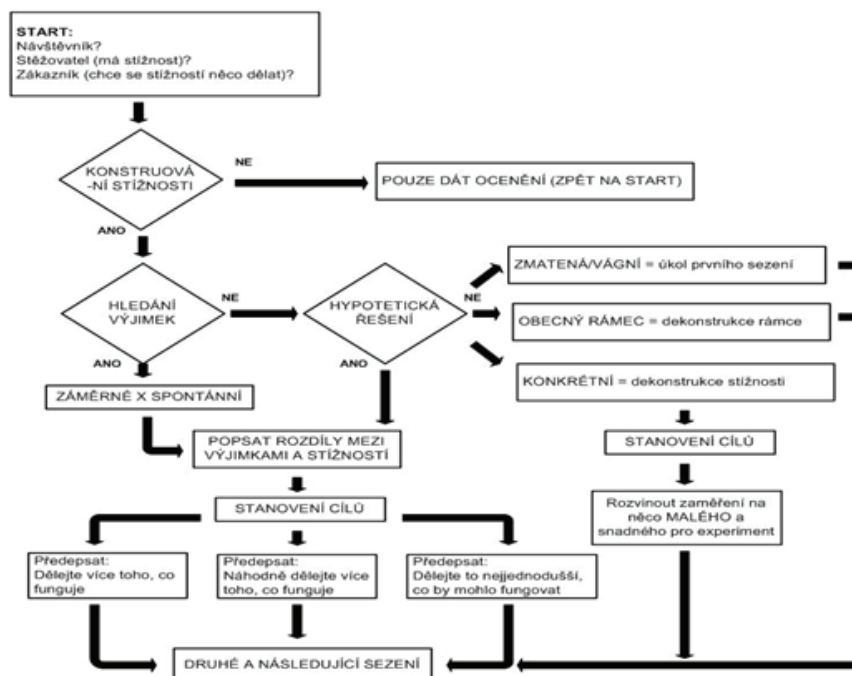 START:
Návštěvník?
Stěžovatel (má stížnost)?
Zákazník (chce se stížností něco dělat)?
KONSTRUOVÁ
-NÍ STÍŽNOSTI
NE
POUZE DÁT OCENĚNÍ (ZPĚT NA START)
ANO
HLEDÁNÍ
VÝJIMEK
NE
HYPOTETICKÁ
ŘEŠENÍ
NE
ZMATENÁ/VÁGNÍ = úkol prvního sezení
OBECNÝ RÁMEC = dekonstrukce rámce
KONKRÉTNÍ = dekonstrukce stížnosti
ANO
ANO
ZÁMĚRNÉ X SPONTÁNNÍ
POPSAT ROZDÍLY MEZI
VÝJIMKAMI A STÍŽNOSTÍ
STANOVENÍ CÍLŮ
STANOVENÍ CÍLŮ
Rozvinout zaměření na
něco MALÉHO a
snadného pro experiment
Předepsat:
Dělejte více toho, co
funguje
Předepsat:
Náhodně dělejte více
toho, co funguje
Předepsat:
Dělejte to nejjednodušší,
co by mohlo fungovat
DRUHÉ A NÁSLEDUJÍCÍ SEZENÍ